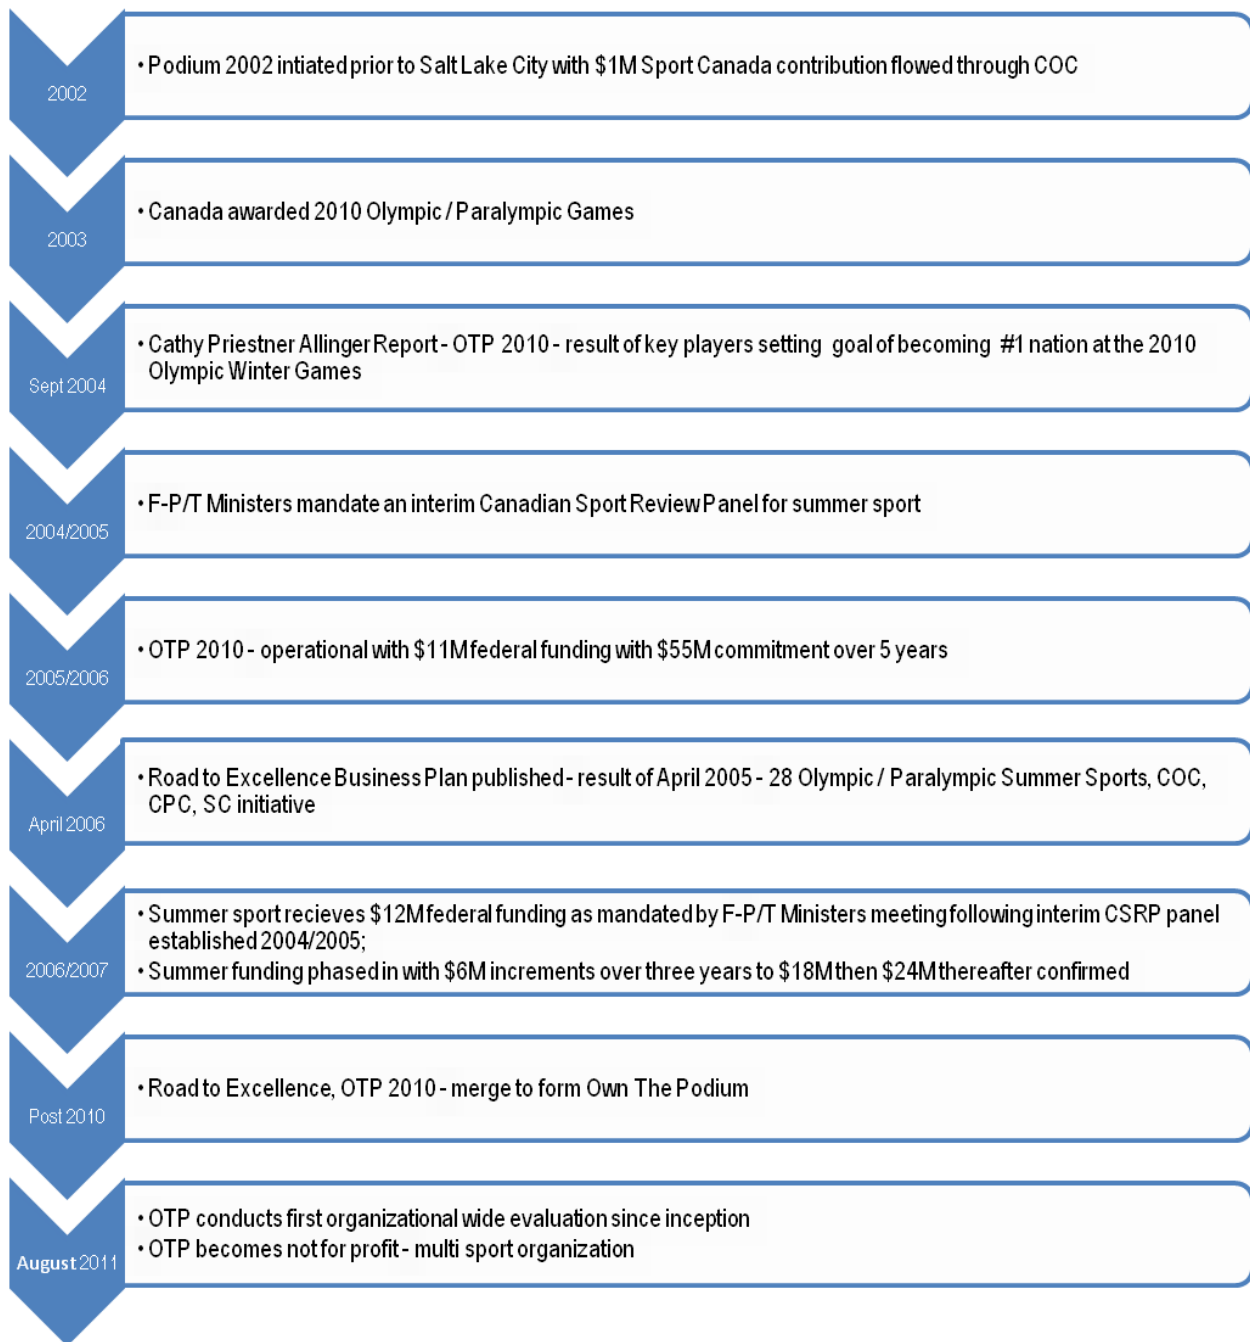 2002
• Podium 2002 intiated prior to Salt Lake City with $1M Sport Canada contribution flowed through COC
2003
• Canada awarded 2010 Olympic / Paralympic Games
Sept 2004
• Cathy Priestner Allinger Report - OTP 2010 - result of key players setting goal of becoming #1 nation at the 2010
Olympic Winter Games
2004/2005
• F-P/T Ministers mandate an interim Canadian Sport Review Panel for summer sport
2005/2006
• OTP 2010 - operational with $11M federal funding with $55M commitment over 5 years
April 2006
• Road to Excellence Business Plan published - result of April 2005 - 28 Olympic / Paralympic Summer Sports, COC,
CPC, SC initiative
2006/2007
• Summer sport recieves $12M federal funding as mandated by F-P/T Ministers meeting following interim CSRP panel
established 2004/2005;
• Summer funding phased in with $6M increments over three years to $18M then $24M thereafter confirmed
Post 2010
• Road to Excellence, OTP 2010 - merge to form Own The Podium
August 2011
• OTP conducts first organizational wide evaluation since inception
• OTP becomes not for profit - multi sport organization